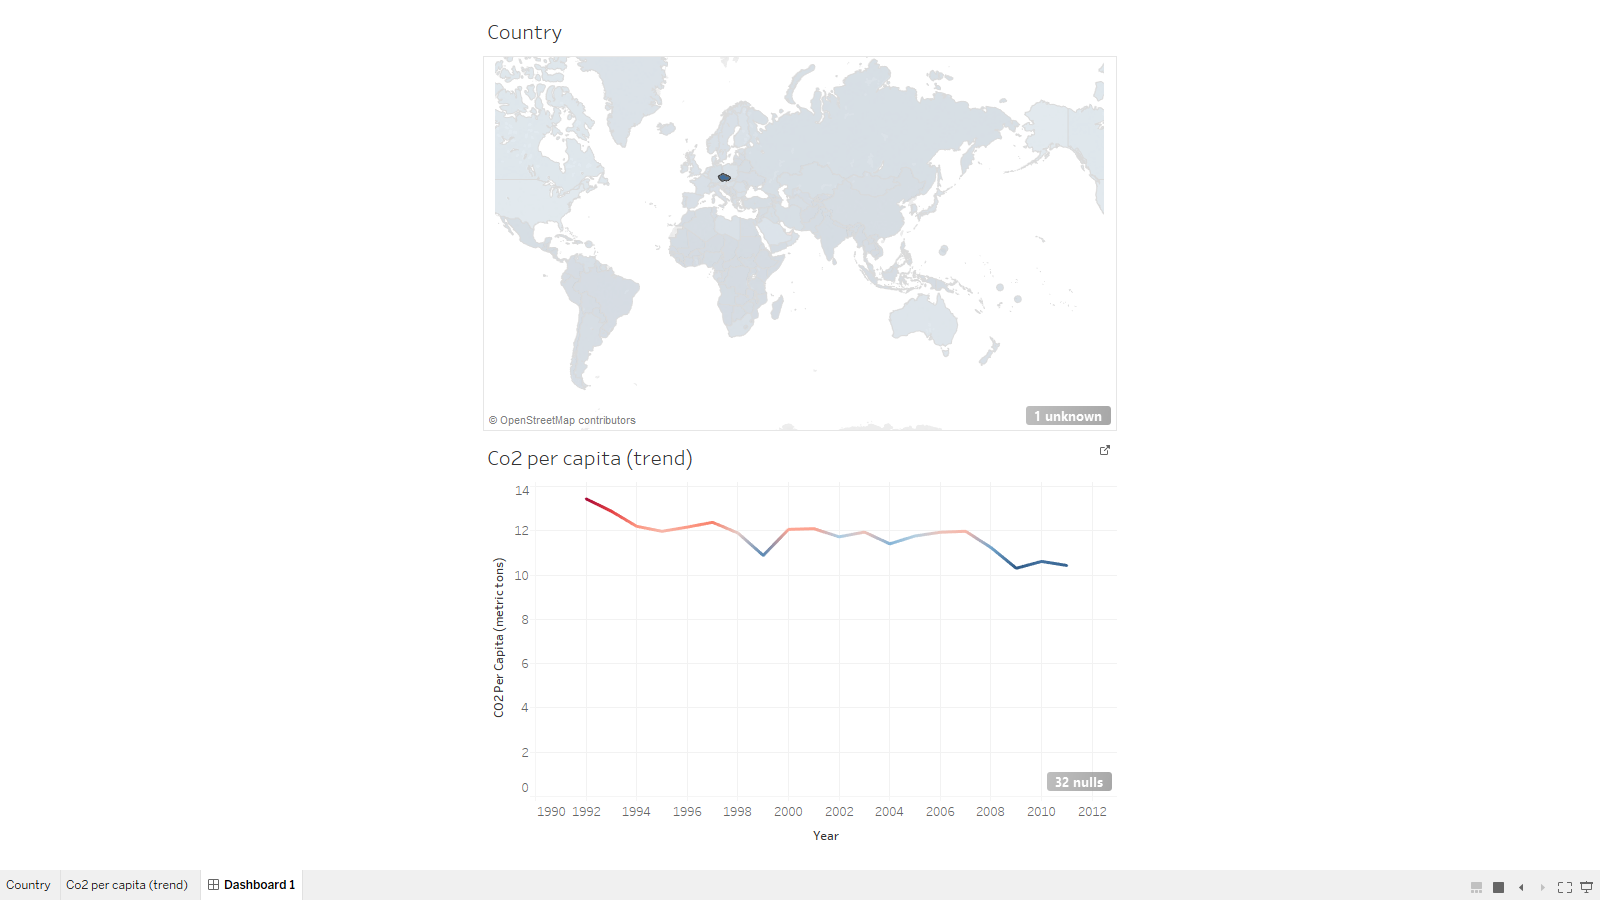 Country
© OpenStreetMap contributors
1 unknown
Co2 per capita (trend)
CO2 Per Capita (metric tons)
14
12
10
8
6
4
2
0
32 nulls
1990 1992 1994 1996 1998 2000 2002 2004 2006 2008 2010 2012
Year
Country Co2 per capita (trend) Dashboard 1